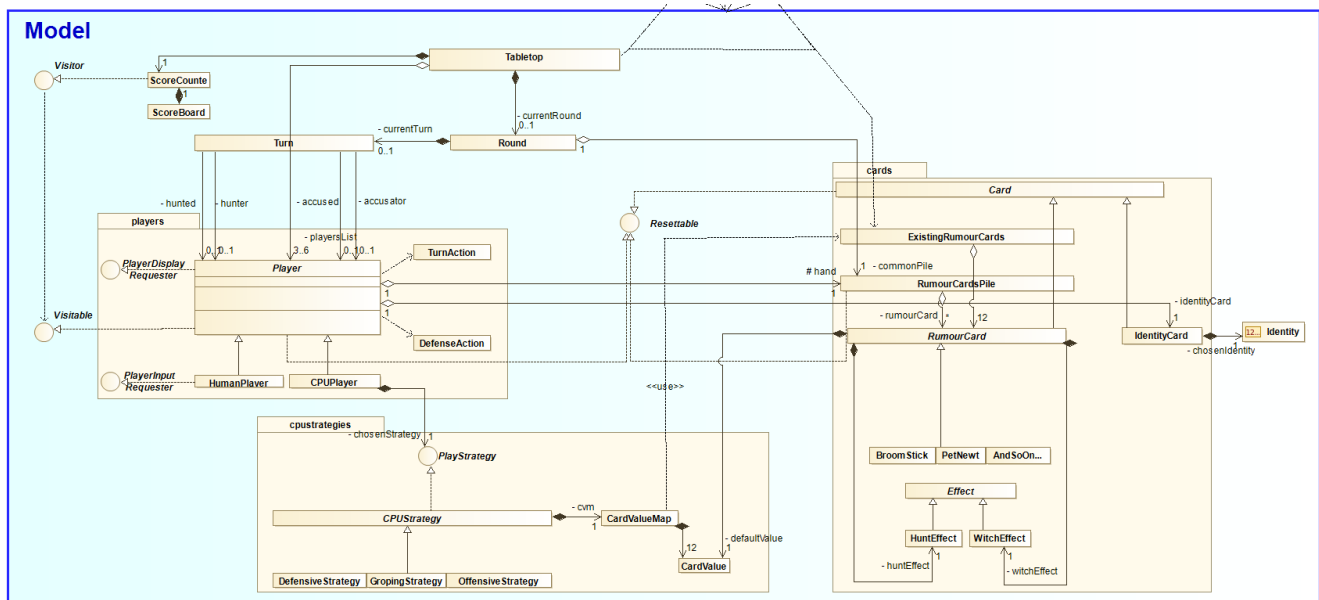 Model
Tabletop
Visitor
1
ScoreCounte
1
ScoreBoard
- currentRound
0..1
- currentTurn
0..1
Turn
Round
1
cards
Card
- hunted
- hunter
- accused
- accusator
players
- playersList
Resettable
0..1
0..1
3..6
0..1
0..1
TurnAction
ExistingRumourCards
PlayerDisplay
Requester
Player
# hand
1
- commonPile
1
RumourCardsPile
1
1
- identityCard
1
- rumourCard
*
12
Visitable
DefenseAction
RumourCard
IdentityCard
1
- chosenIdentity
12...
Identity
PlayerInput
Requester
HumanPlayer
CPUPlayer
<<use>>
cpustrategies
- chosenStrategy
1
PlayStrategy
BroomStick
PetNewt
AndSoOn...
Effect
CPUStrategy
- cvm
1
CardValueMap
HuntEffect
WitchEffect
12
- defaultValue
1
CardValue
1
- huntEffect
1
- witchEffect
DefensiveStrategy
GropingStrategy
OffensiveStrategy